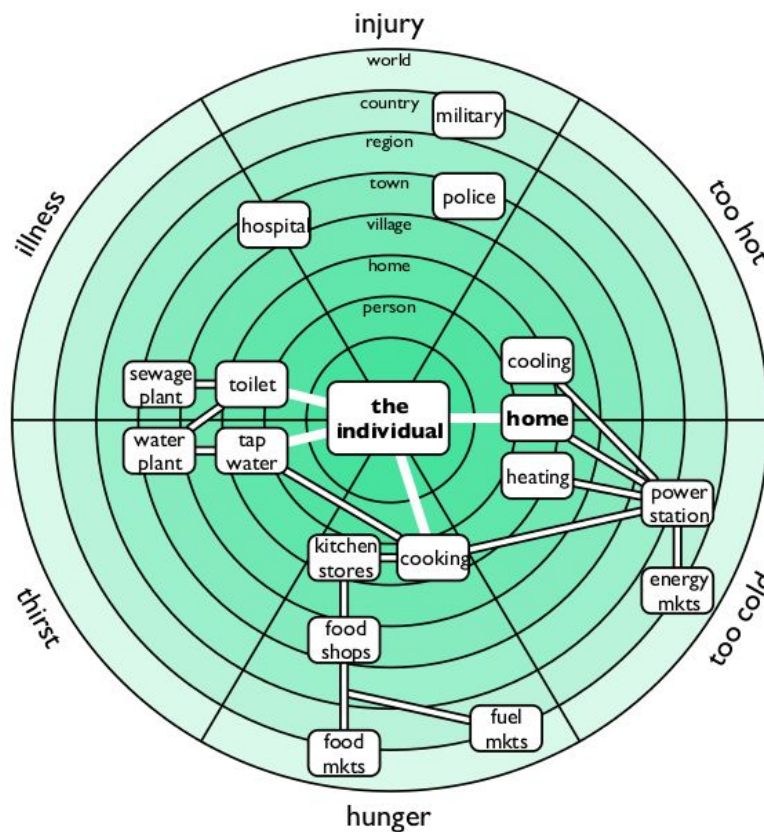 injury
world
country
military
region
town
police
hospital
village
home
person
illness
too hot
cooling
sewage
plant
toilet
the
individual
home
water
plant
tap
water
heating
power
station
kitchen
stores
cooking
energy
mkts
thirst
too cold
food
shops
fuel
mkts
food
mkts
hunger